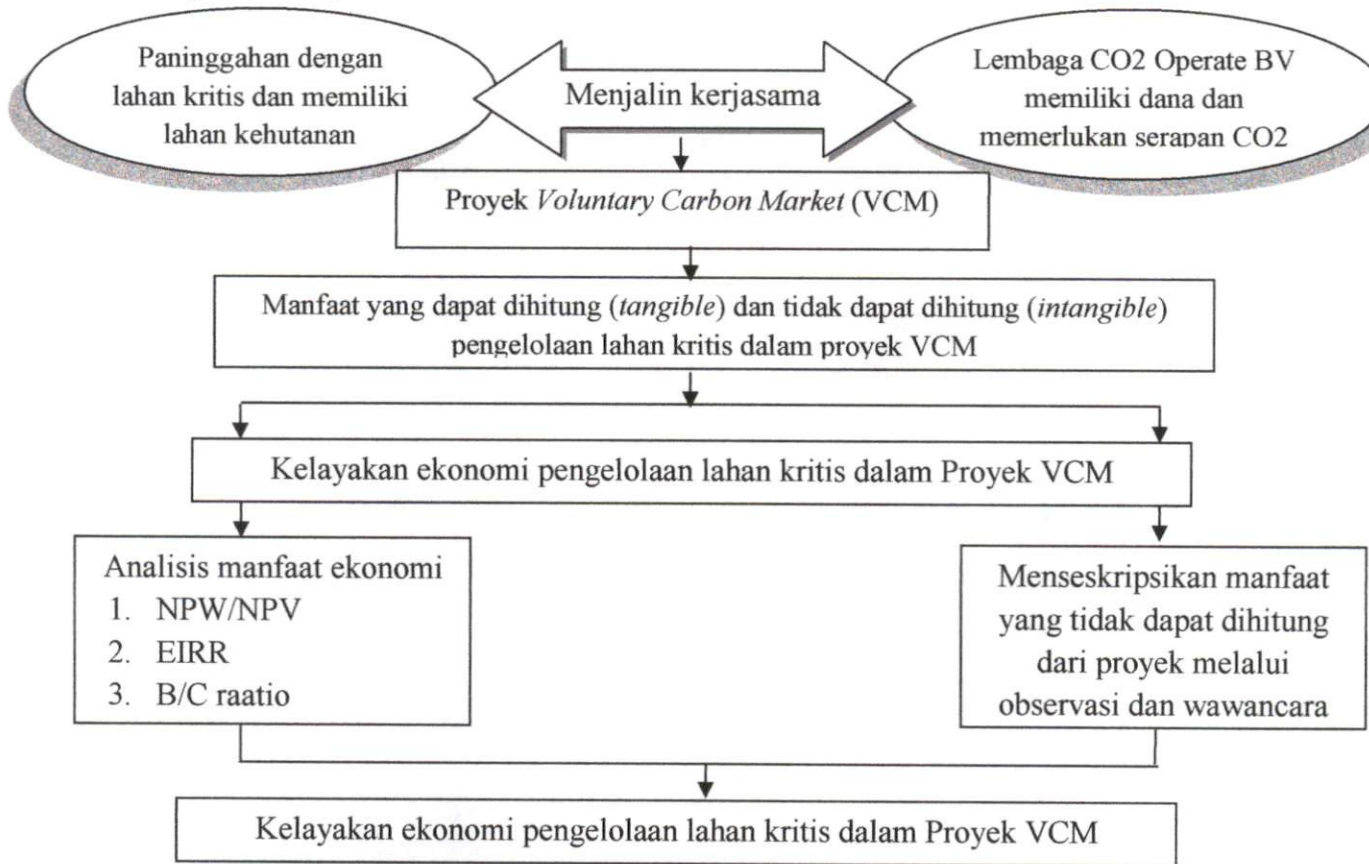 Paninggahan dengan
lahan kritis dan memiliki
lahan kehutanan
Menjalin kerjasama
Lembaga CO2 Operate BV
memiliki dana dan
memerlukan serapan CO2
Proyek Voluntary Carbon Market (VCM)
Manfaat yang dapat dihitung (tangible) dan tidak dapat dihitung (intangible)
pengelolaan lahan kritis dalam proyek VCM
Kelayakan ekonomi pengelolaan lahan kritis dalam Proyek VCM
Analisis manfaat ekonomi
1. NPW/NPV
2. EIRR
3. B/C raatio
Menseskripsikan manfaat
yang tidak dapat dihitung
dari proyek melalui
observasi dan wawancara
Kelayakan ekonomi pengelolaan lahan kritis dalam Proyek VCM